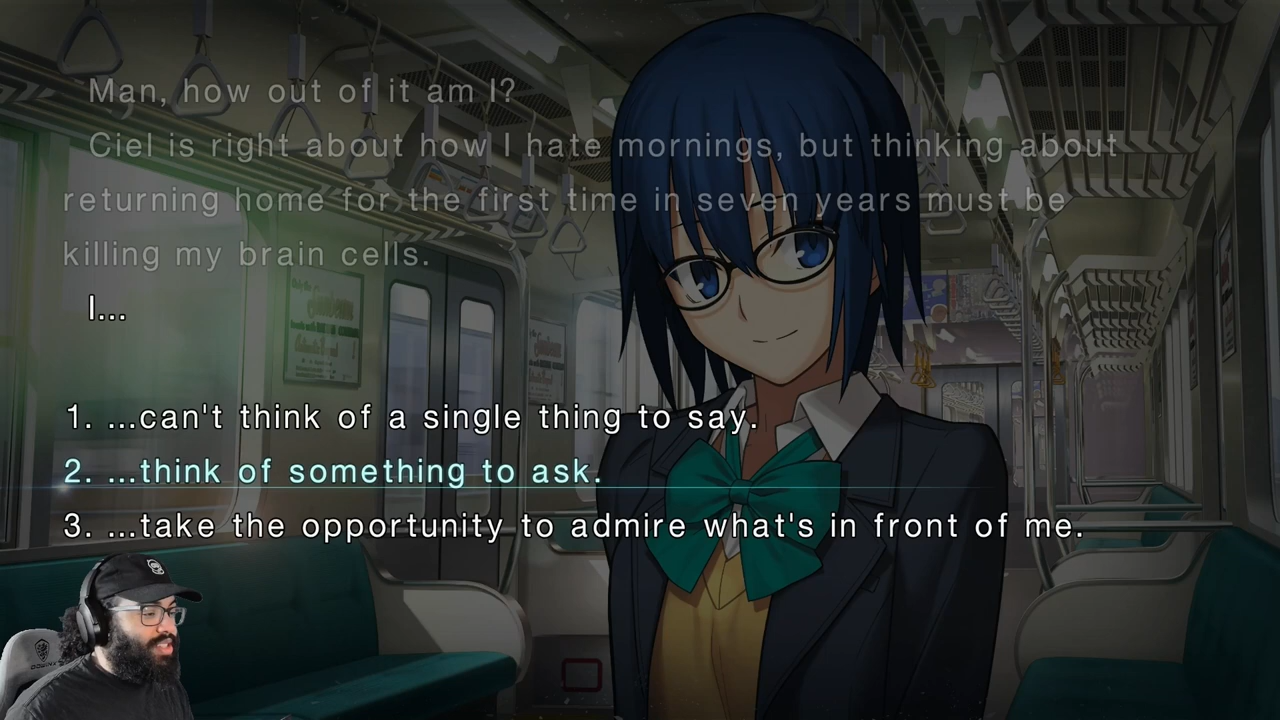 Man, how out of it am I?
Ciel is right about how I hate mornings, but thinking about
returning home for the first time in seven years must be
killing my brain cells.
I...
1. ...can't think of a single thing to say.
2. ...think of something to ask.
3. ...take the opportunity to admire what's in front of me.